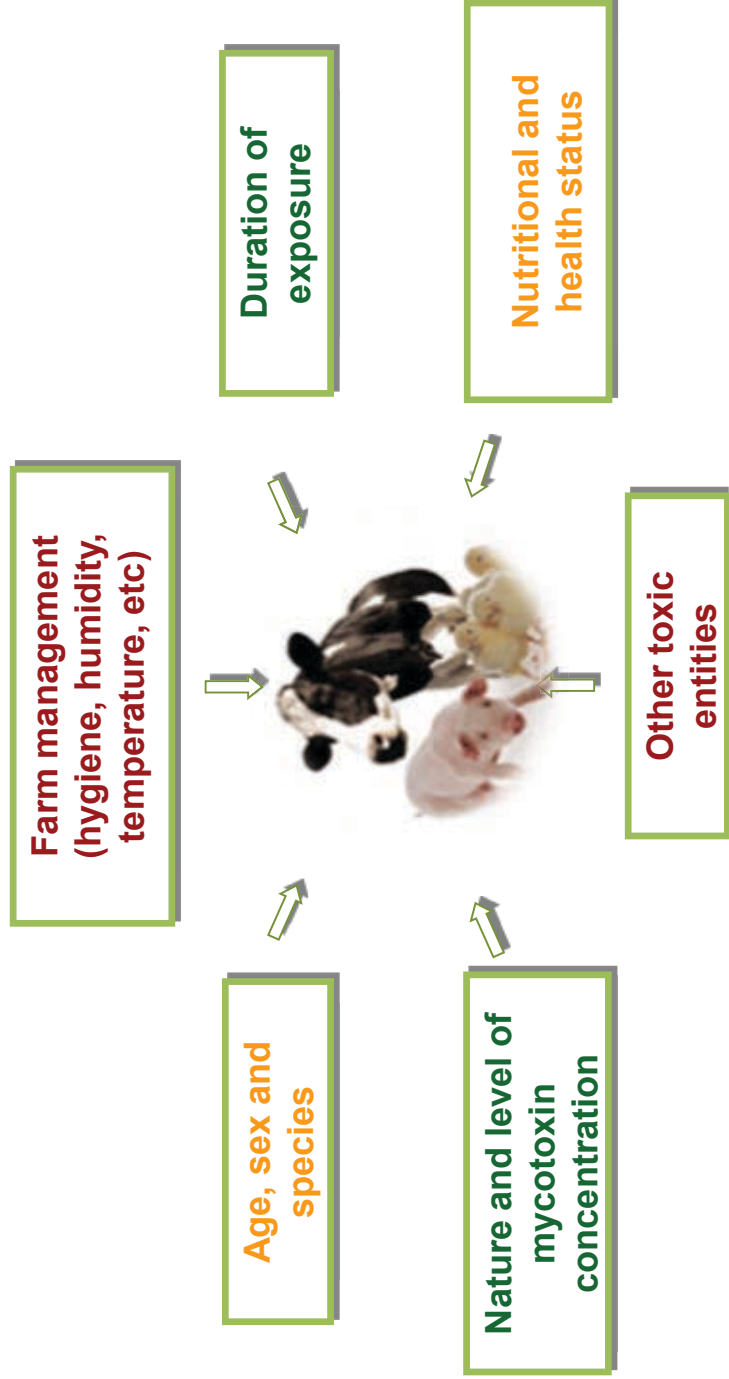 Farm management
(hygiene, humidity,
temperature, etc)
Age, sex and
species
Duration of
exposure
Nature and level of
mycotoxin
concentration
Nutritional and
health status
Other toxic
entities